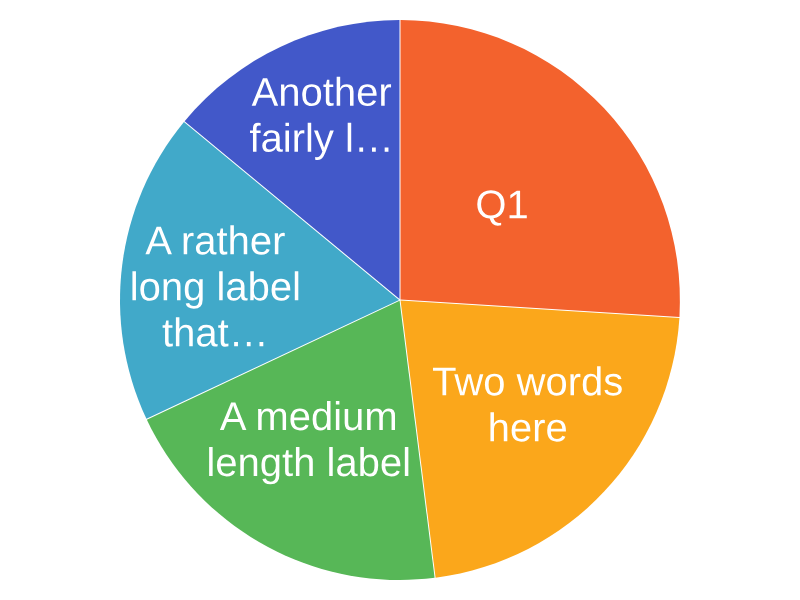 Another
fairly l…
Q1
A rather
long label
that…
Two words
here
A medium
length label